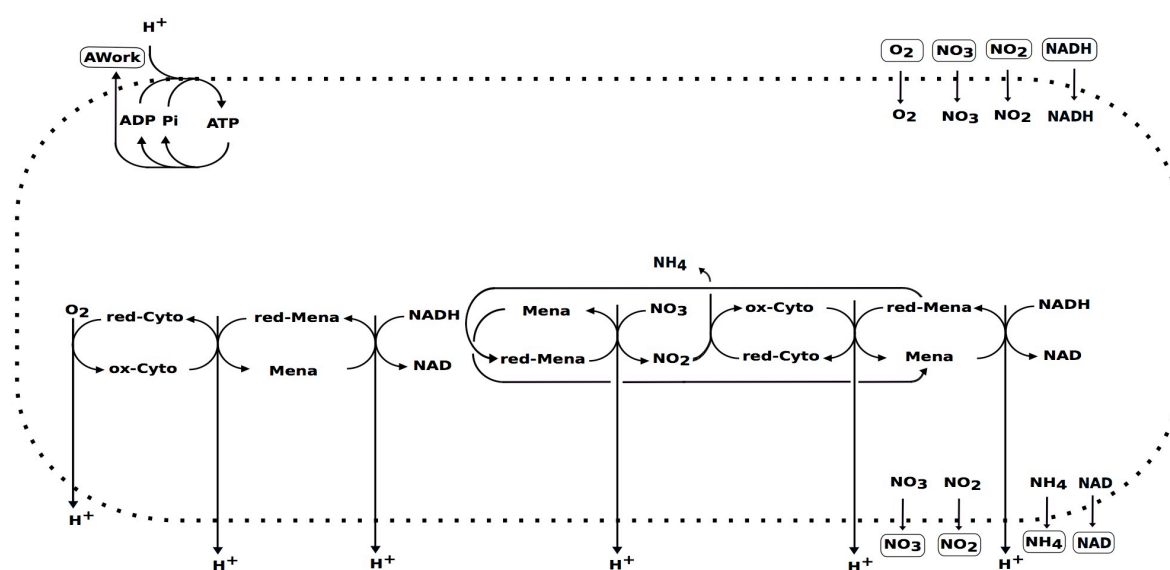 H+
AWork
ADP Pi ATP
O2 NO3 NO2 NADH
O2 NO3 NO2 NADH
NH4
O2 red-Cyto red-Mena NADH
ox-Cyto Mena NAD
Mena NO3 ox-Cyto red-Mena NADH
red-Mena NO2 red-Cyto Mena NAD
NO3 NO2 NH4 NAD
NO3 NO2 NH4 NAD
H+ H+ H+ H+ H+ H+